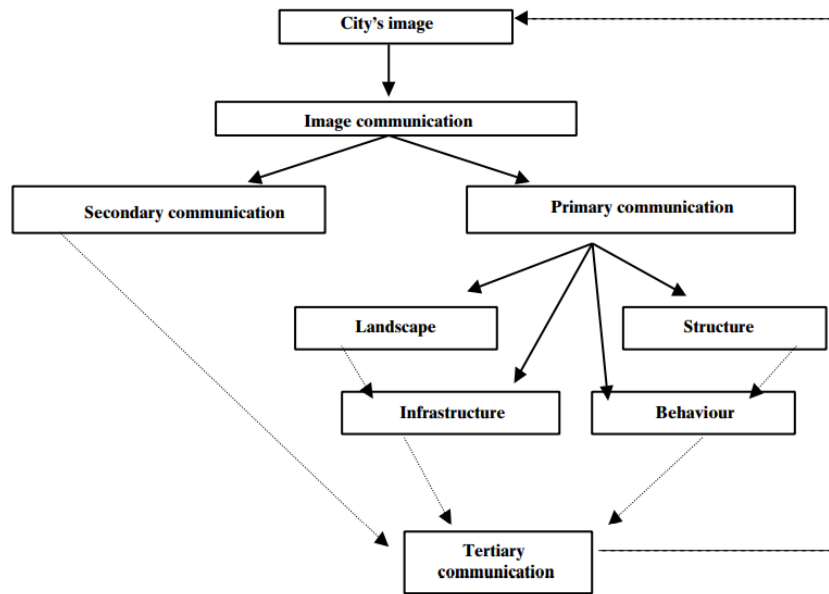 City's image
Image communication
Secondary communication
Primary communication
Landscape
Structure
Infrastructure
Behaviour
Tertiary
communication